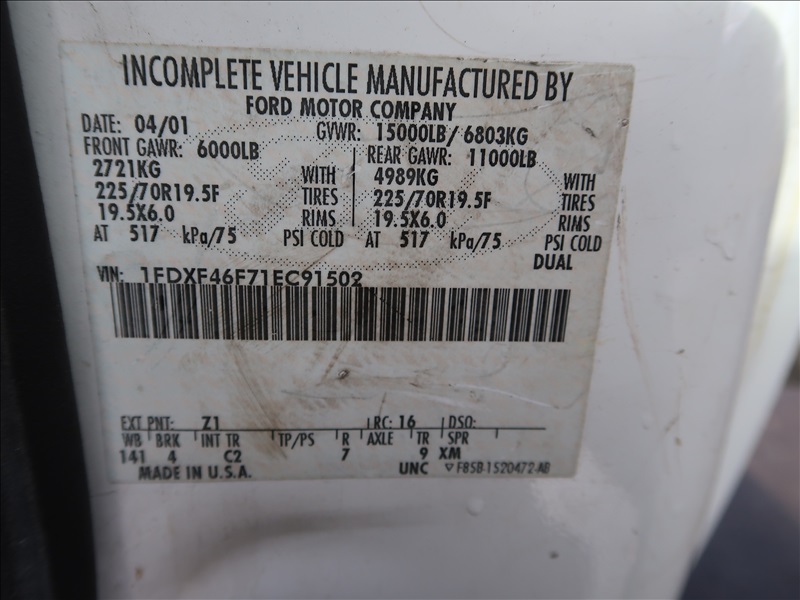 INCOMPLETE VEHICLE MANUFACTURED BY
FORD MOTOR COMPANY
DATE: 04/01 GVWR: 15000LB/ 6803KG
FRONT GAWR: 6000LB REAR GAWR: 11000LB
2721KG WITH 4989KG WITH
225/70R19.5F TIRES 225/70R19.5F TIRES
19.5X6.0 RIMS 19.5X6.0 RIMS
AT 517 kPa/75 PSI COLD AT 517 kPa/75 PSI COLD
DUAL
VIN: 1FDXF46F71EC91502
EXT PNT: Z1 RC: 16 DSO:
WB BRK INT TR TP/PS R AXLE TR SPR
141 4 C2 7 9 XM
MADE IN U.S.A. UNC F85B-1520472-AB